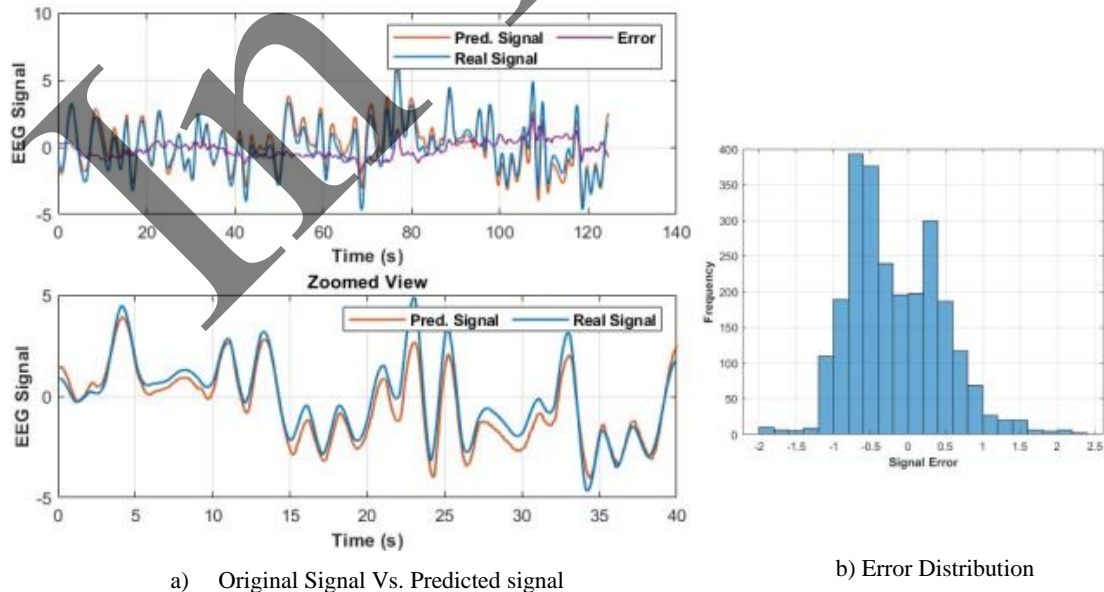 10
5
0
-5
EEG Signal
Pred. Signal Error
Real Signal
0 20 40 60 80 100 120 140
Time (s)
Zoomed View
5
0
-5
EEG Signal
Pred. Signal Real Signal
0 5 10 15 20 25 30 35 40
Time (s)
a) Original Signal Vs. Predicted signal
400
350
300
250
200
150
100
50
0
Frequency
-2 -1.5 -1 -0.5 0 0.5 1 1.5 2 2.5
Signal Error
b) Error Distribution